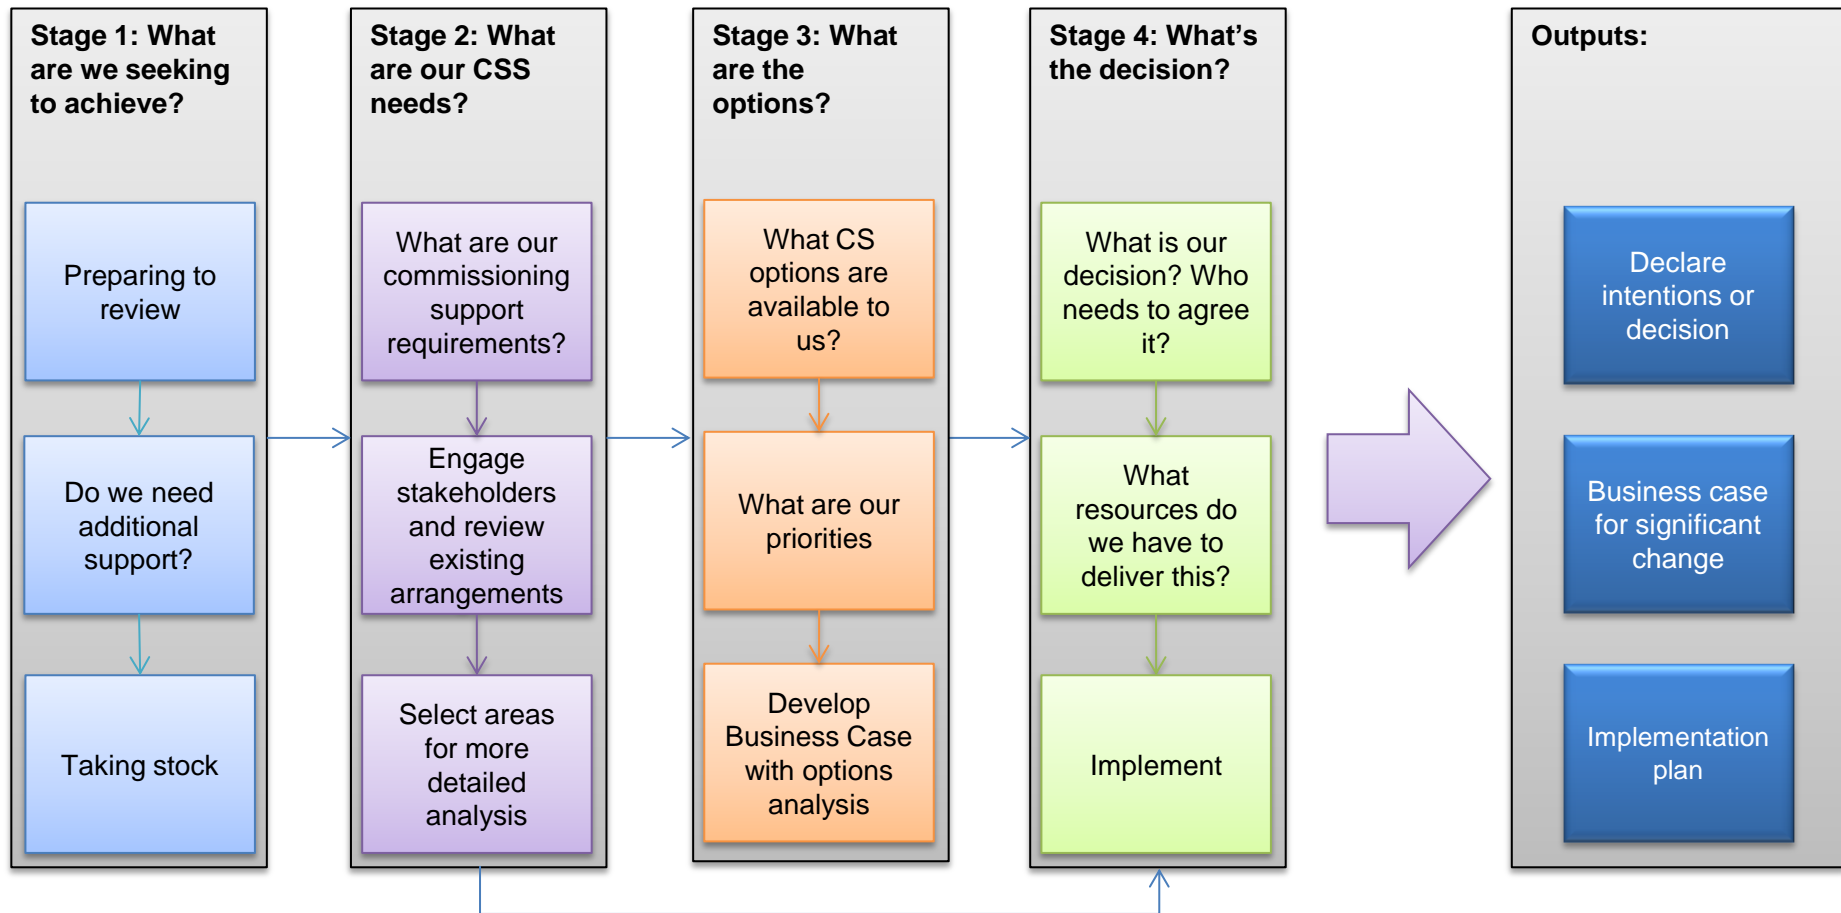 Stage 1: What
are we seeking
to achieve?
Preparing to
review
Do we need
additional
support?
Taking stock
Stage 2: What
are our CSS
needs?
What are our
commissioning
support
requirements?
Engage
stakeholders
and review
existing
arrangements
Select areas
for more
detailed
analysis
Stage 3: What
are the
options?
What CS
options are
available to
us?
What are our
priorities
Develop
Business Case
with options
analysis
Stage 4: What’s
the decision?
What is our
decision? Who
needs to agree
it?
What
resources do
we have to
deliver this?
Implement
Outputs:
Declare
intentions or
decision
Business case
for significant
change
Implementation
plan